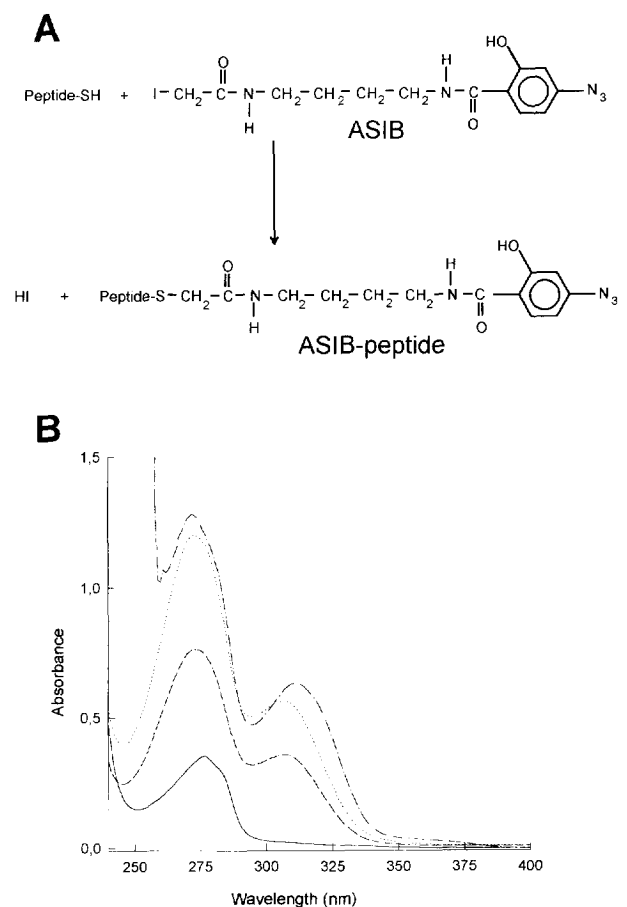 A
Peptide-SH + I-CH2-C-N-CH2-CH2-CH2-CH2-N-C N3
O
H
H
O
HO
ASIB
HI + Peptide-S-CH2-C-N-CH2-CH2-CH2-CH2-N-C N3
O
H
H
O
HO
ASIB-peptide
B
1,5
1,0
0,5
0,0
Absorbance
250 275 300 325 350 375 400
Wavelength (nm)